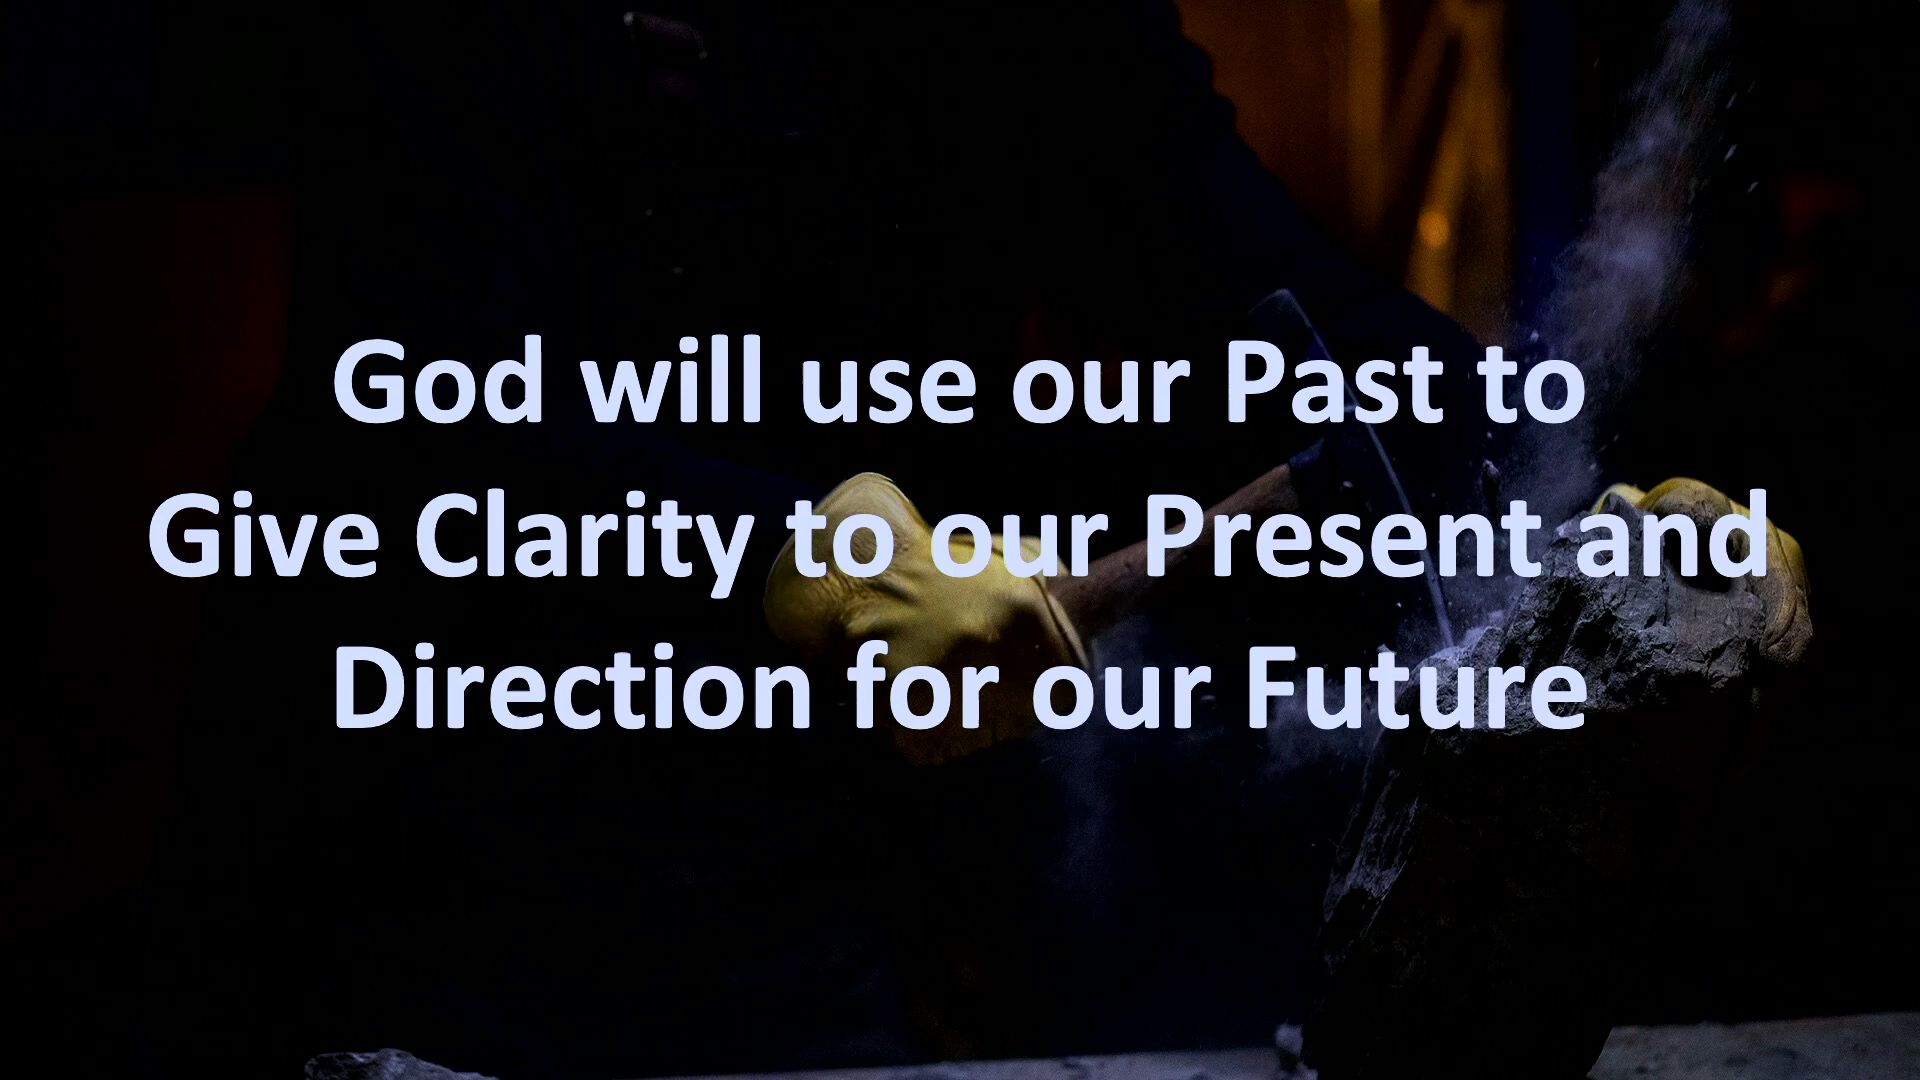 God will use our Past to
Give Clarity to our Present and
Direction for our Future